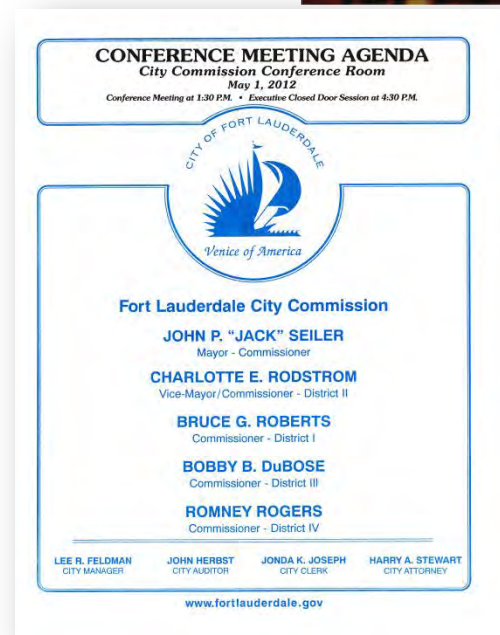 CONFERENCE MEETING AGENDA
City Commission Conference Room
May 1, 2012
Conference Meeting at 1:30 P.M. • Executive Closed Door Session at 4:30 P.M.
CITY OF FORT LAUDERDALE
Venice of America
Fort Lauderdale City Commission
JOHN P. “JACK” SEILER
Mayor - Commissioner
CHARLOTTE E. RODSTROM
Vice-Mayor/Commissioner - District II
BRUCE G. ROBERTS
Commissioner - District I
BOBBY B. DuBOSE
Commissioner - District III
ROMNEY ROGERS
Commissioner - District IV
LEE R. FELDMAN JOHN HERBST JONDA K. JOSEPH HARRY A. STEWART
CITY MANAGER CITY AUDITOR CITY CLERK CITY ATTORNEY
www.fortlauderdale.gov